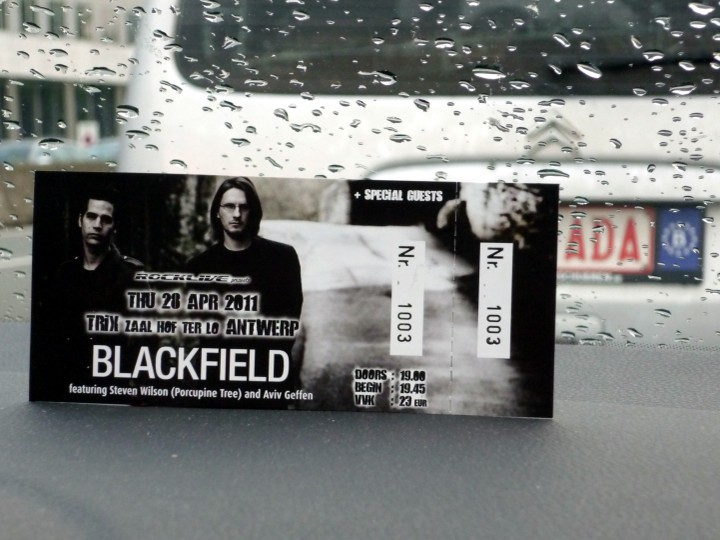 + SPECIAL GUESTS
ROCKLIVE
THU 28 APR 2011
TRiX ZAAL HOF TER LO ANTWERP
BLACKFIELD
featuring Steven Wilson (Porcupine Tree) and Aviv Geffen
DOORS : 19.00
BEGIN : 19.45
VVK : 23 EUR
Nr. 1003
Nr. 1003
ADA
B